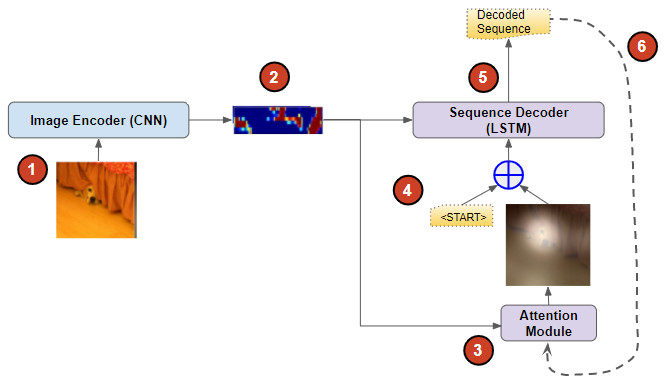 Decoded
Sequence
6
2
5
Image Encoder (CNN)
Sequence Decoder
(LSTM)
1
4
<START>
Attention
Module
3